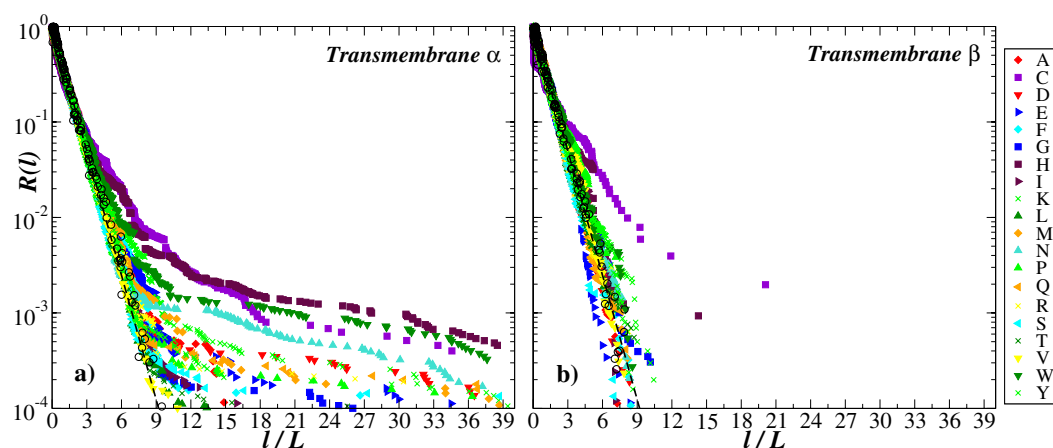 Transmembrane α
Transmembrane β
R(l)
10^0
10^-1
10^-2
10^-3
10^-4
a)
b)
0 3 6 9 12 15 18 21 24 27 30 33 36 39
0 3 6 9 12 15 18 21 24 27 30 33 36 39
l/L
l/L
A
C
D
E
F
G
H
I
K
L
M
N
P
Q
R
S
T
V
W
Y